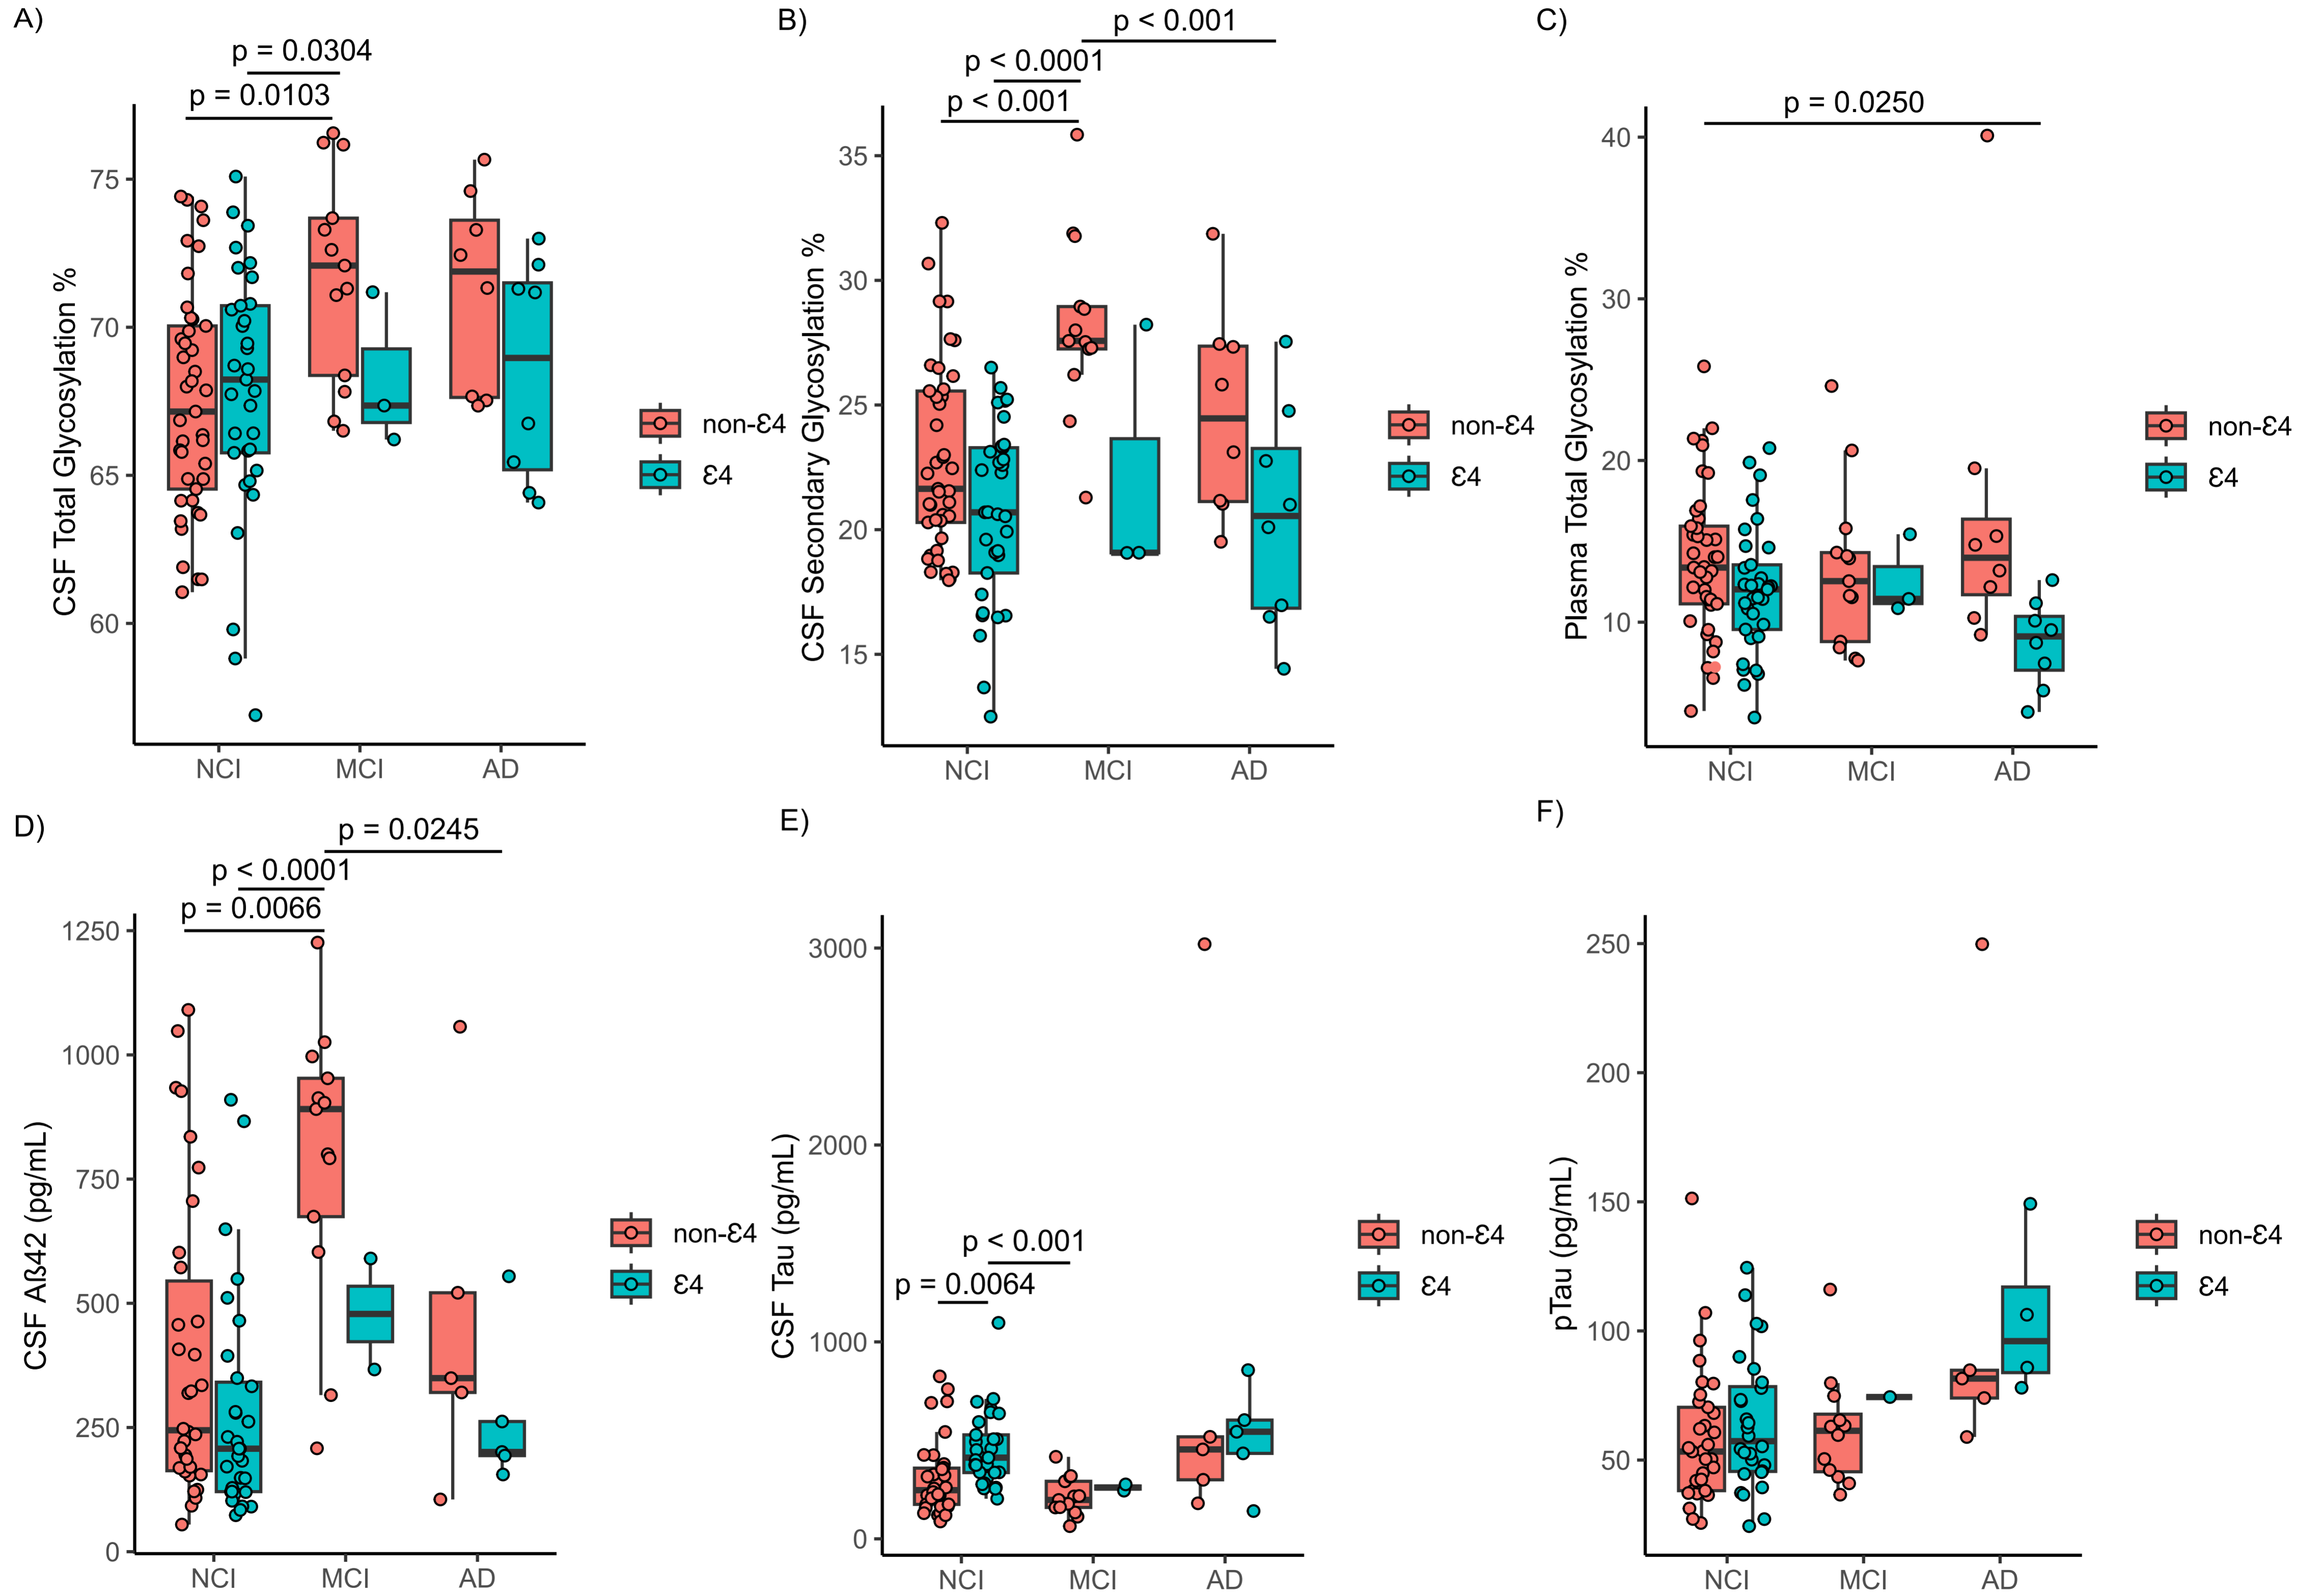 A)
p = 0.0304
p = 0.0103
CSF Total Glycosylation %
75
70
65
60
NCI MCI AD
non-Ɛ4
Ɛ4
B)
p < 0.001
p < 0.0001
p < 0.001
CSF Secondary Glycosylation %
35
30
25
20
15
NCI MCI AD
non-Ɛ4
Ɛ4
C)
p = 0.0250
Plasma Total Glycosylation %
40
30
20
10
NCI MCI AD
non-Ɛ4
Ɛ4
D)
p = 0.0245
p < 0.0001
p = 0.0066
CSF Aß42 (pg/mL)
1250
1000
750
500
250
0
NCI MCI AD
non-Ɛ4
Ɛ4
E)
p < 0.001
p = 0.0064
CSF Tau (pg/mL)
3000
2000
1000
0
NCI MCI AD
non-Ɛ4
Ɛ4
F)
pTau (pg/mL)
250
200
150
100
50
NCI MCI AD
non-Ɛ4
Ɛ4